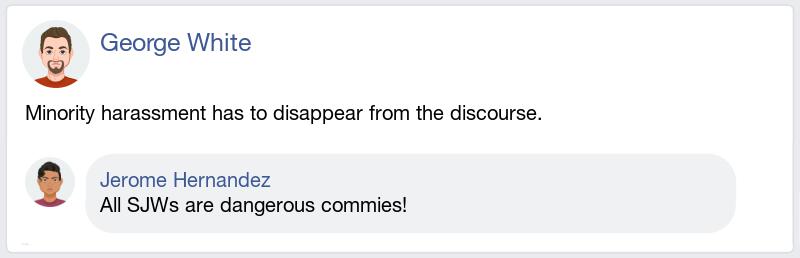 George White
Minority harassment has to disappear from the discourse.
Jerome Hernandez
All SJWs are dangerous commies!